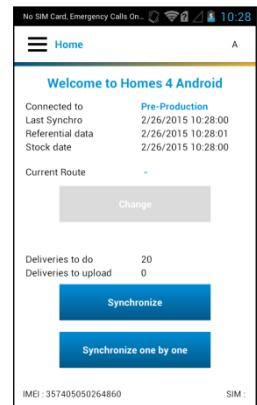 No SIM Card, Emergency Calls On... 10:28
Home A
Welcome to Homes 4 Android
Connected to Pre-Production
Last Synchro 2/26/2015 10:28:00
Referential data 2/26/2015 10:28:01
Stock date 2/26/2015 10:28:00
Current Route -
Change
Deliveries to do 20
Deliveries to upload 0
Synchronize
Synchronize one by one
IMEI : 357405050264860 SIM :